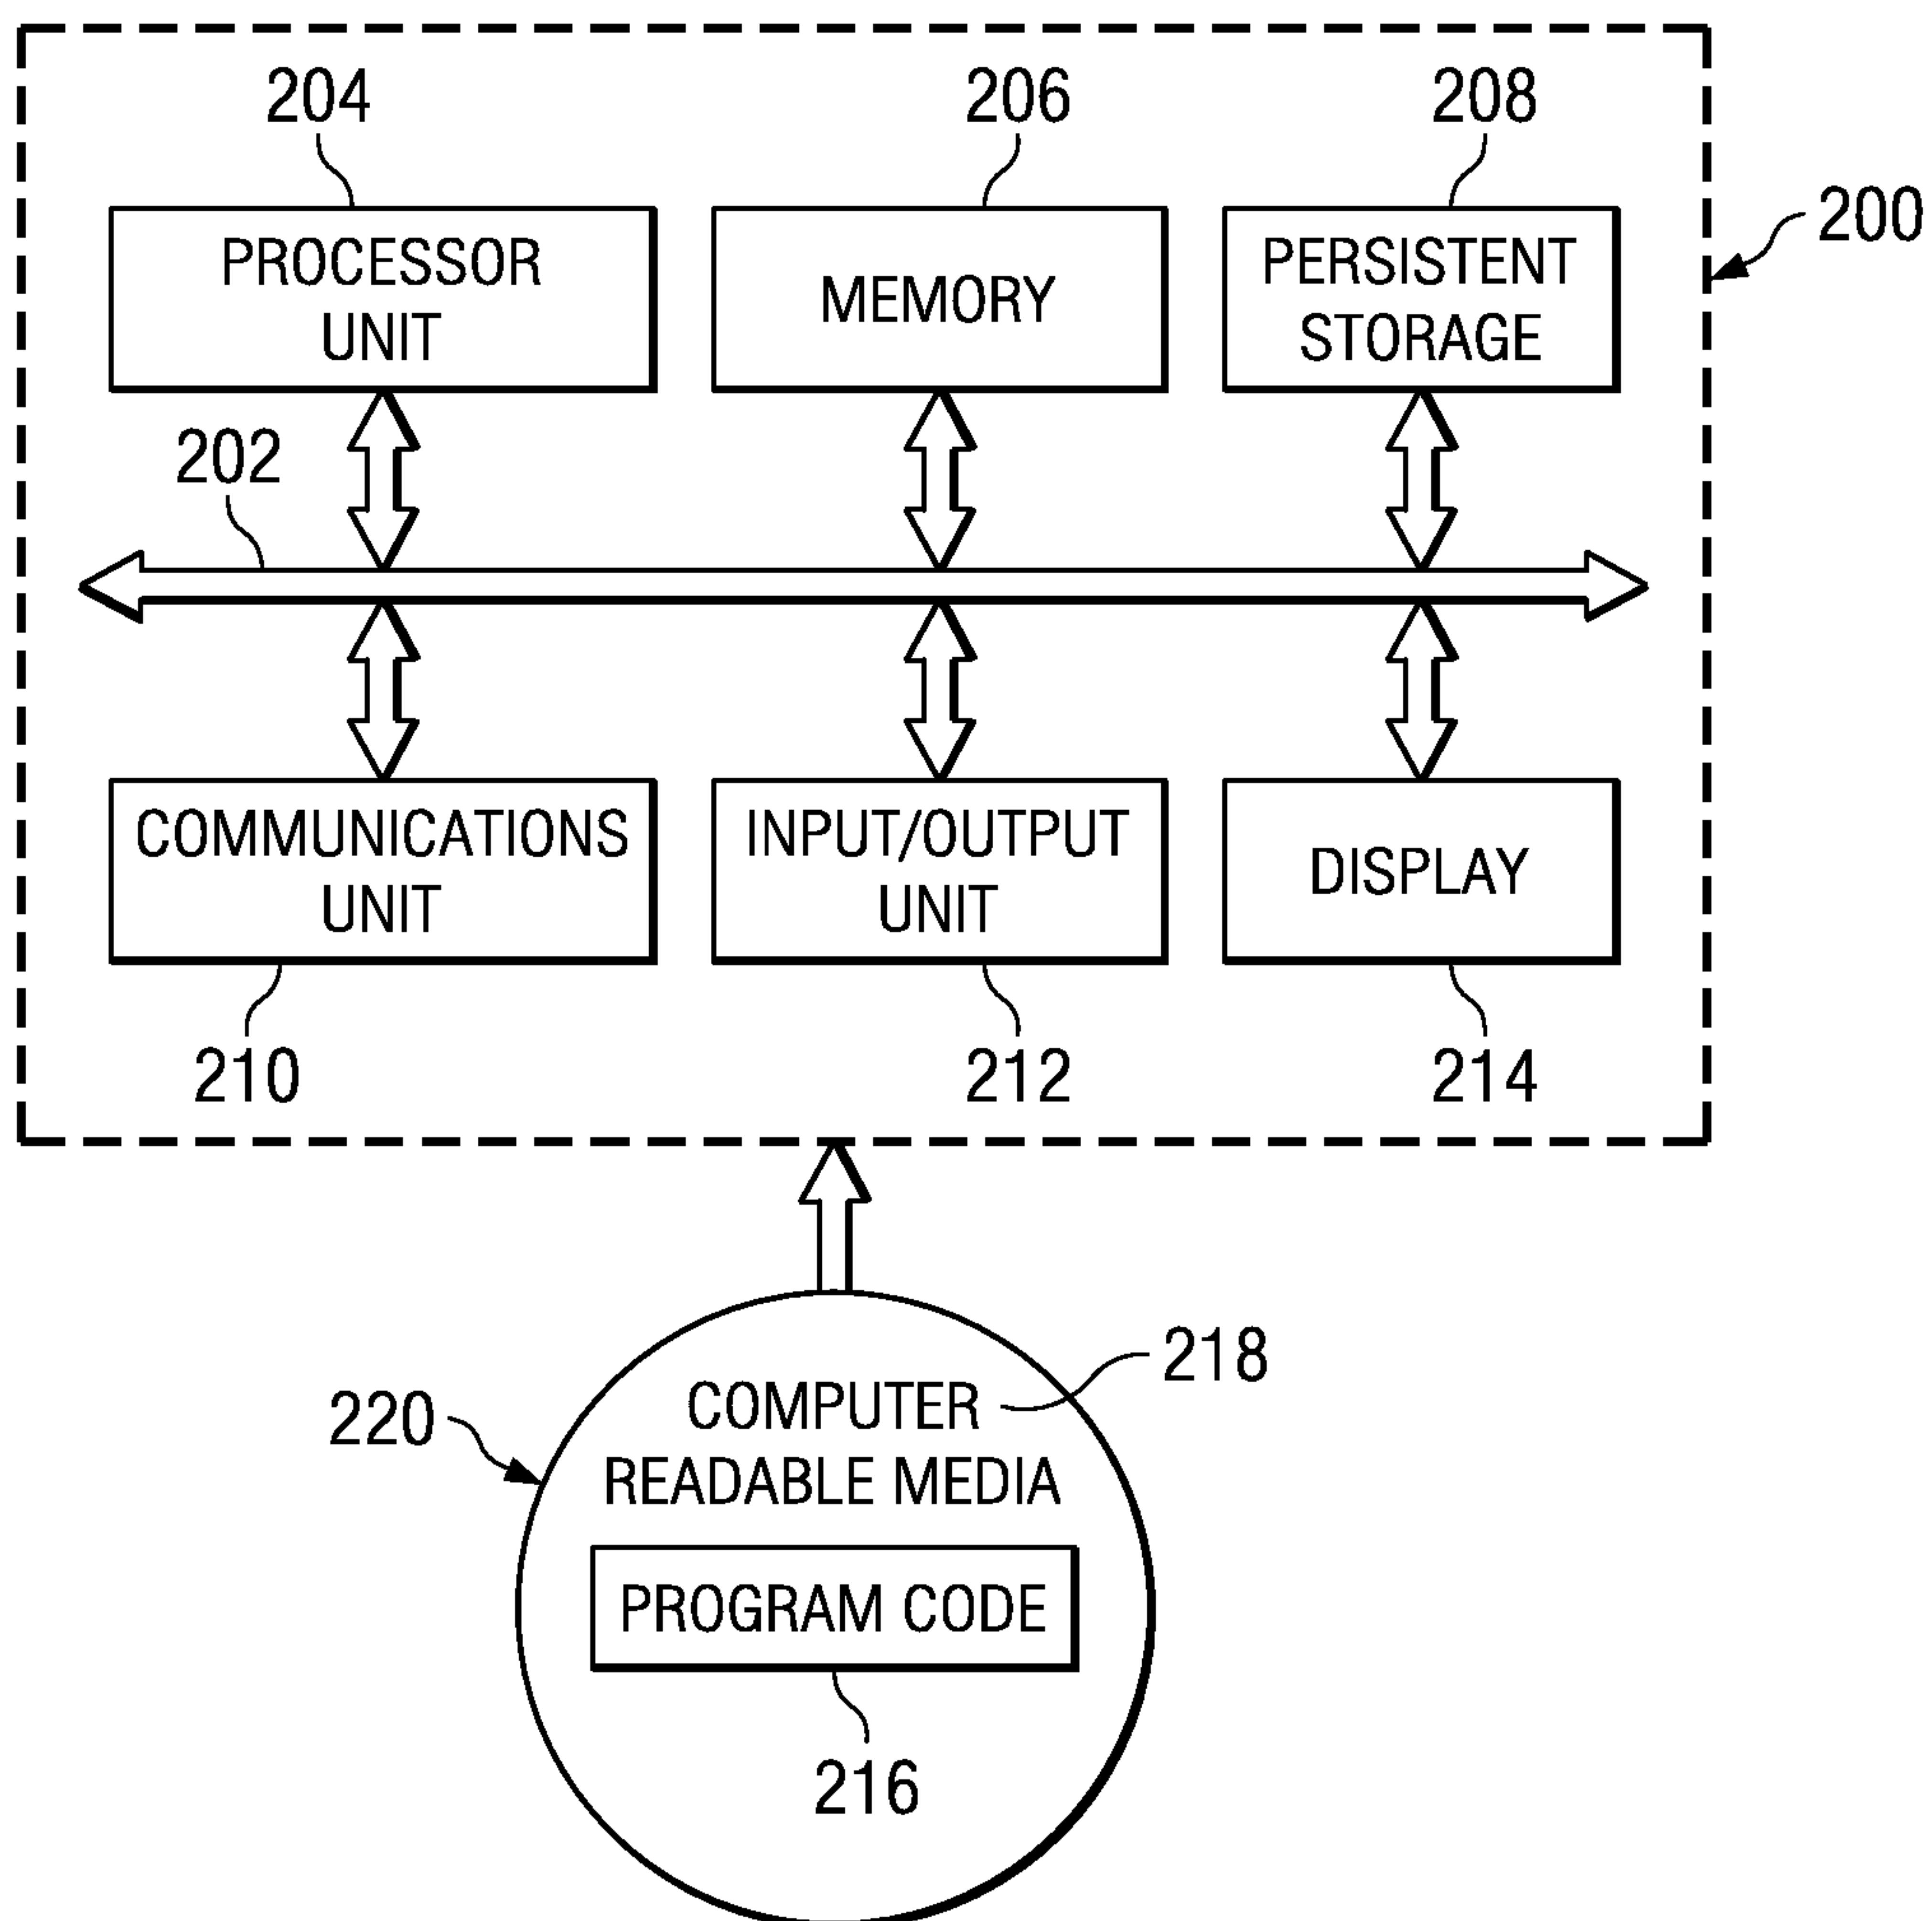 204
206
208
200
PROCESSOR
UNIT
MEMORY
PERSISTENT
STORAGE
202
COMMUNICATIONS
UNIT
INPUT/OUTPUT
UNIT
DISPLAY
210
212
214
218
220
COMPUTER
READABLE MEDIA
PROGRAM CODE
216